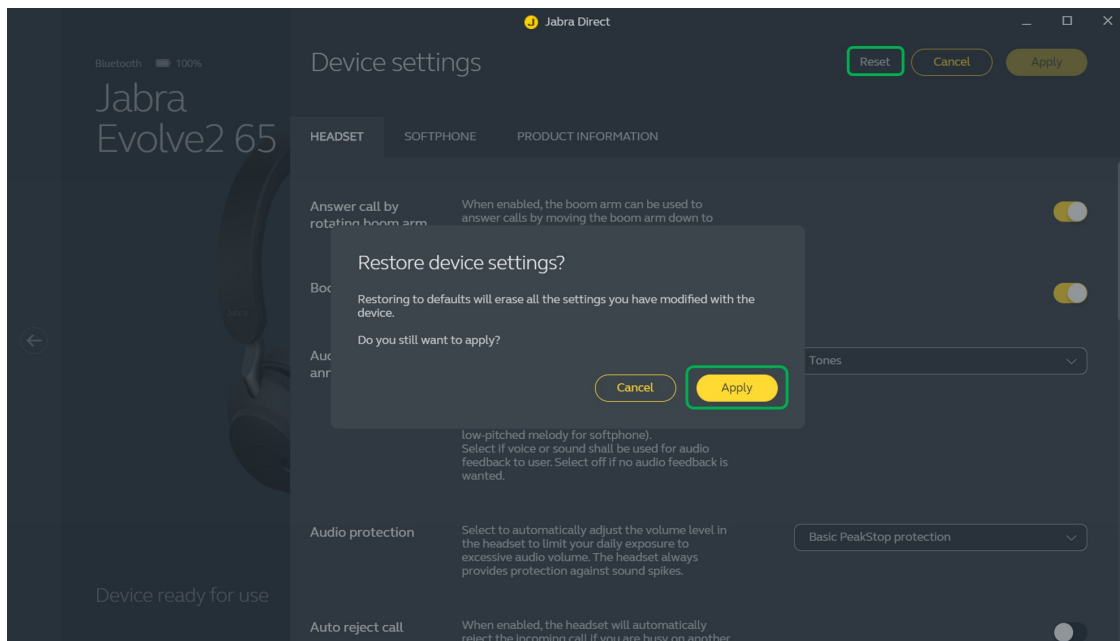 Jabra Direct
Bluetooth 100%
Device settings
Reset
Cancel
Apply
Jabra
Evolve2 65
HEADSET
SOFTPHONE
PRODUCT INFORMATION
Answer call by
rotating boom arm
When enabled, the boom arm can be used to
answer calls by moving the boom arm down to
Restore device settings?
Restoring to defaults will erase all the settings you have modified with the
device.
Do you still want to apply?
Cancel
Apply
Tones
low-pitched melody for softphone).
Select if voice or sound shall be used for audio
feedback to user. Select off if no audio feedback is
wanted.
Audio protection
Select to automatically adjust the volume level in
the headset to limit your daily exposure to
excessive audio volume. The headset always
provides protection against sound spikes.
Basic PeakStop protection
Device ready for use
Auto reject call
When enabled, the headset will automatically
reject the incoming call if you are busy on another